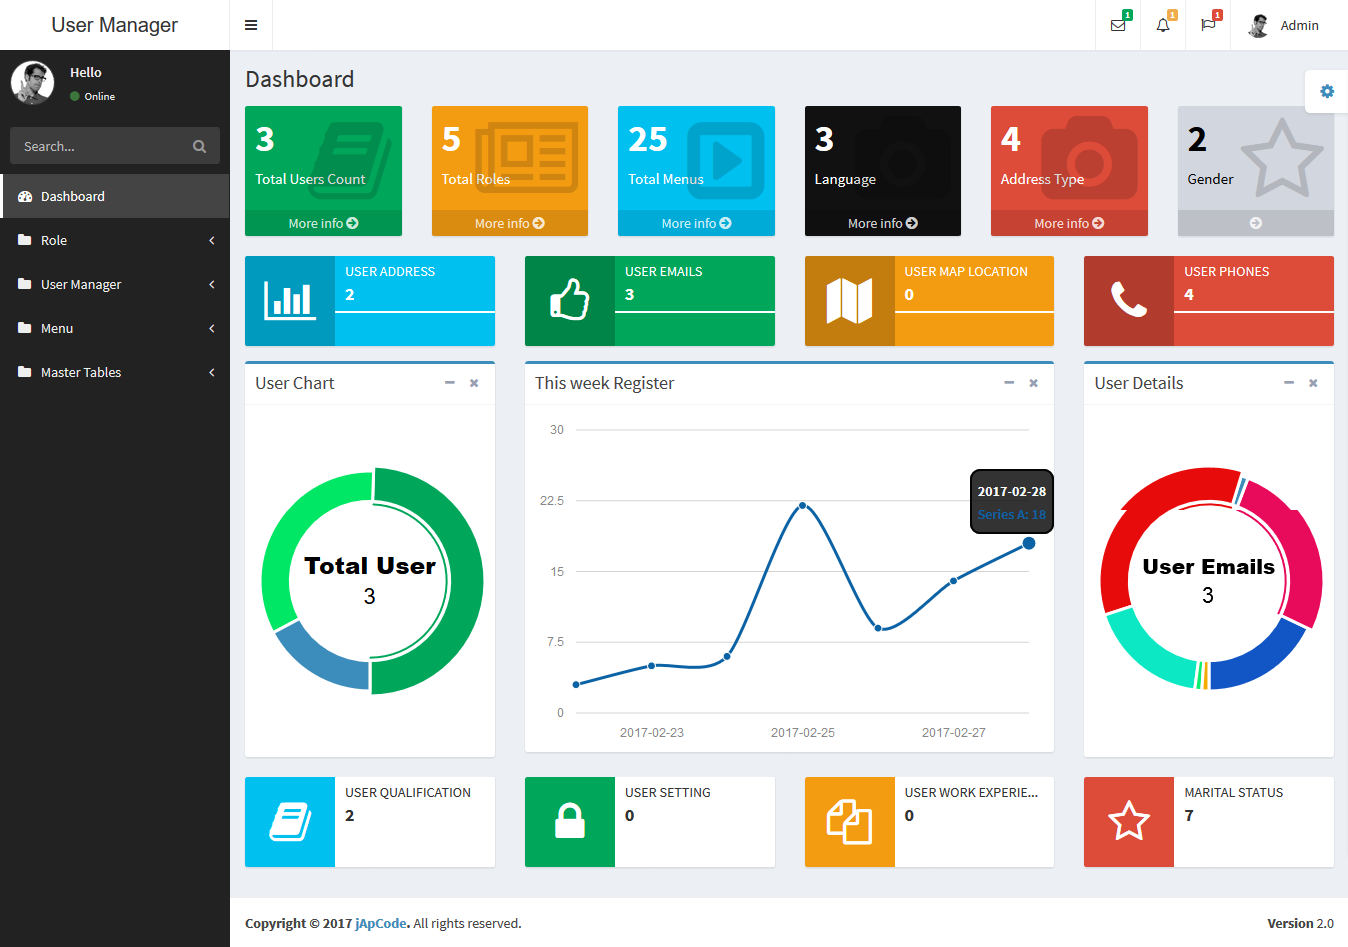 User Manager
1
1
1
Admin
Hello
Online
Search...
Dashboard
Role
User Manager
Menu
Master Tables
Dashboard
3
Total Users Count
More info
5
Total Roles
More info
25
Total Menus
More info
3
Language
More info
4
Address Type
More info
2
Gender
USER ADDRESS
2
USER EMAILS
3
USER MAP LOCATION
0
USER PHONES
4
User Chart
Total User
3
This week Register
30
22.5
15
7.5
0
2017-02-23
2017-02-25
2017-02-27
2017-02-28
Series A: 18
User Details
User Emails
3
USER QUALIFICATION
2
USER SETTING
0
USER WORK EXPERIE...
0
MARITAL STATUS
7
Copyright © 2017 jApCode. All rights reserved.
Version 2.0